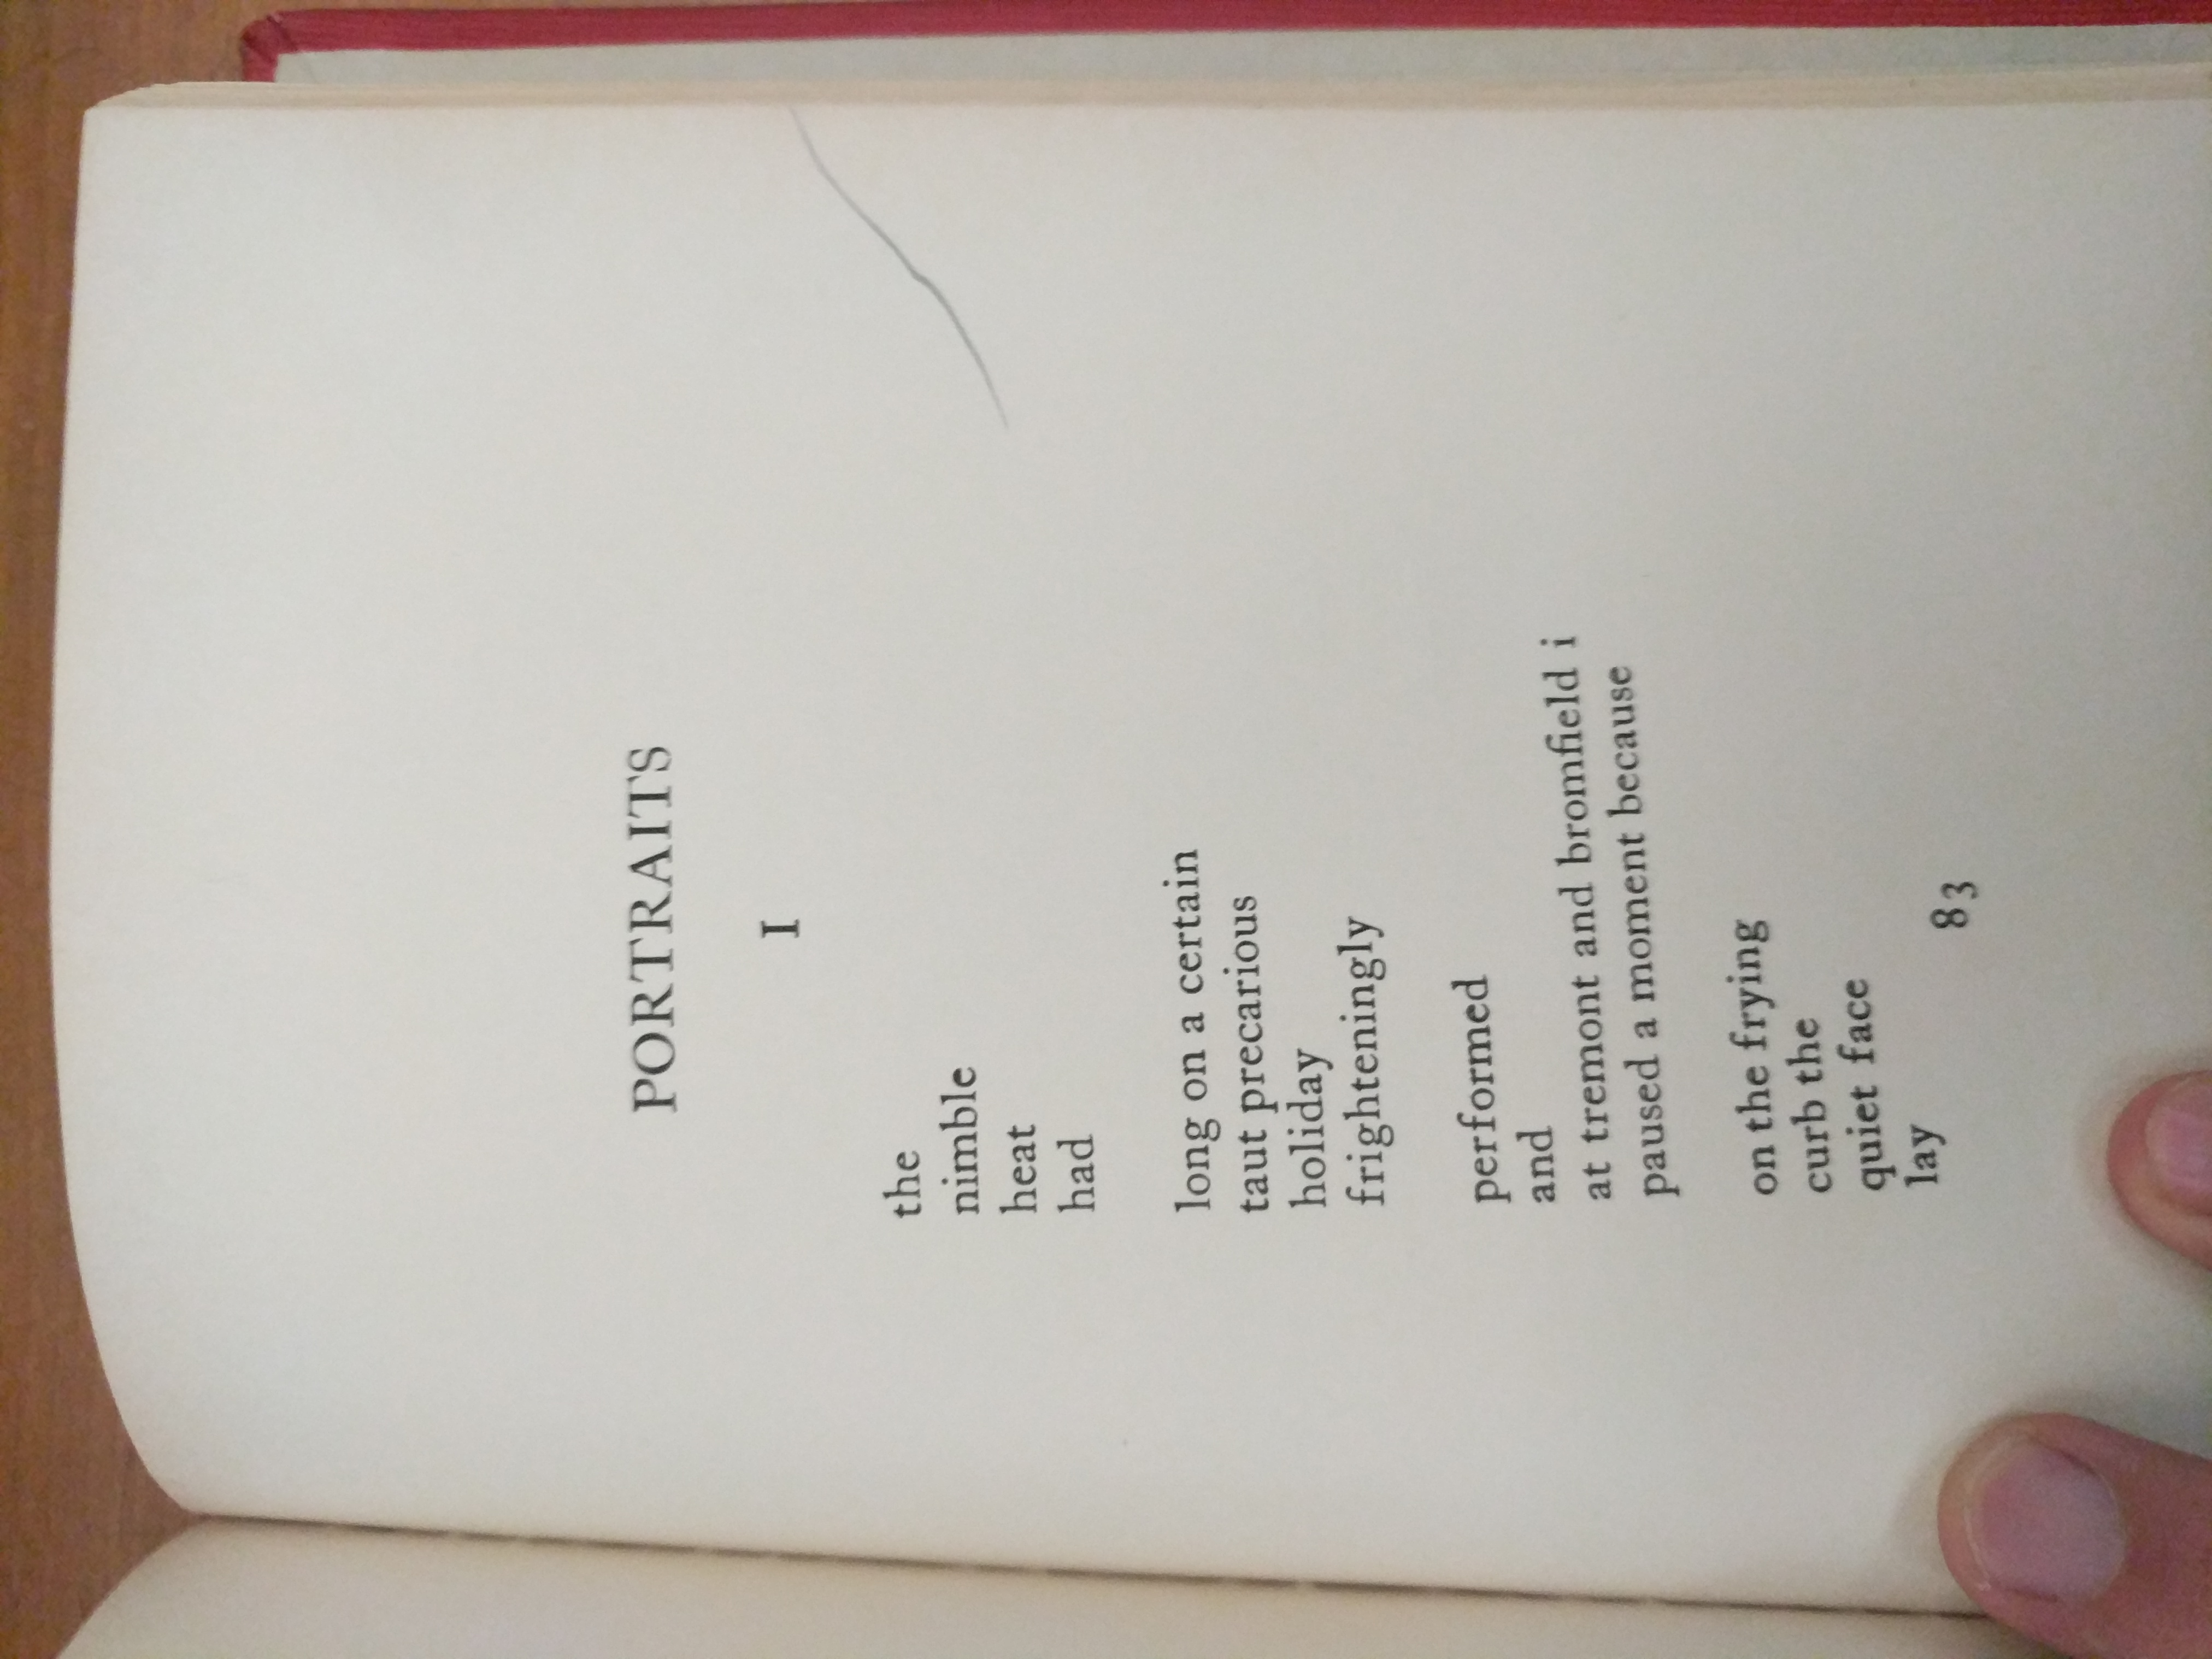 PORTRAITS
I
the
nimble
heat
had
long on a certain
taut precarious
holiday
frighteningly
performed
and
at tremont and bromfield i
paused a moment because
on the frying
curb the
quiet face
lay
83